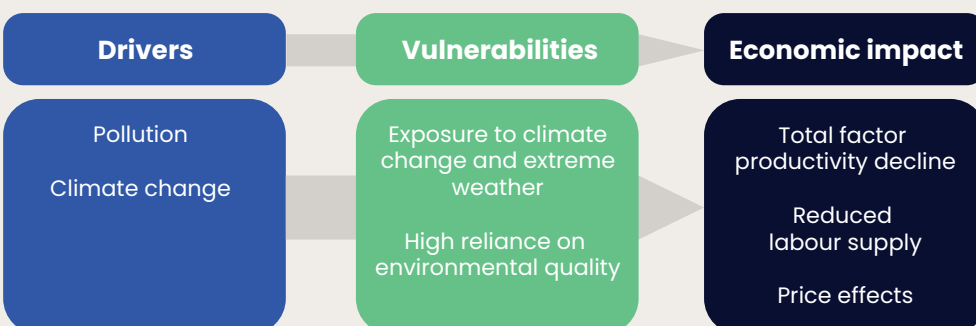 Drivers
Vulnerabilities
Economic impact
Pollution
Climate change
Exposure to climate
change and extreme
weather
High reliance on
environmental quality
Total factor
productivity decline
Reduced
labour supply
Price effects